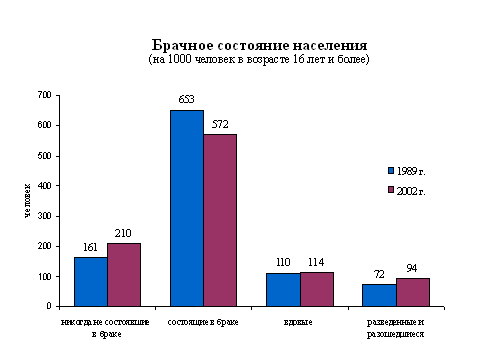 Брачное состояние населения
(на 1000 человек в возрасте 16 лет и более)
700
600
500
400
300
200
100
0
человек
161
210
653
572
110
114
72
94
1989 г.
2002 г.
никогда не состоявшие
в браке
состоящие в браке
вдовые
разведенные и
разошедшиеся